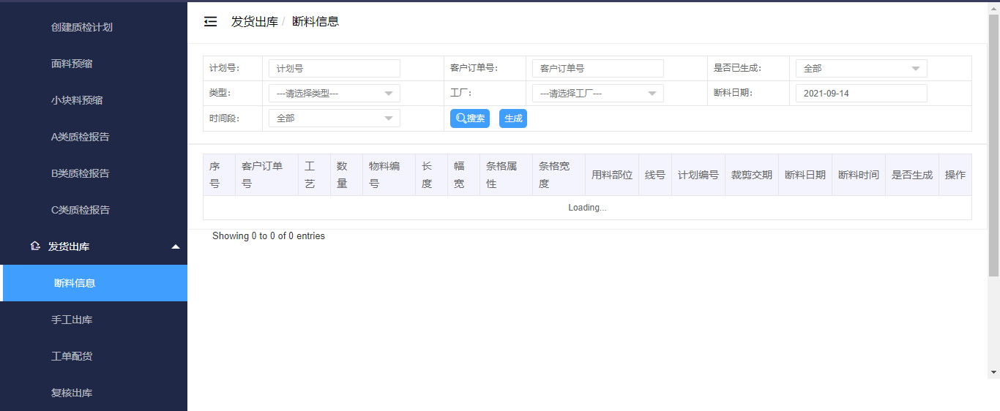 创建质检计划
面料预缩
小块料预缩
A类质检报告
B类质检报告
C类质检报告
发货出库
断料信息
手工出库
工单配货
复核出库
发货出库 / 断料信息
计划号: 计划号 客户订单号: 客户订单号 是否已生成: 全部
类型: ---请选择类型--- 工厂: ---请选择工厂--- 断料日期: 2021-09-14
时间段: 全部 搜索 生成
序号 客户订单号 工艺 数量 物料编号 长度 幅宽 条格属性 条格宽度 用料部位 线号 计划编号 裁剪交期 断料日期 断料时间 是否生成 操作
Loading...
Showing 0 to 0 of 0 entries